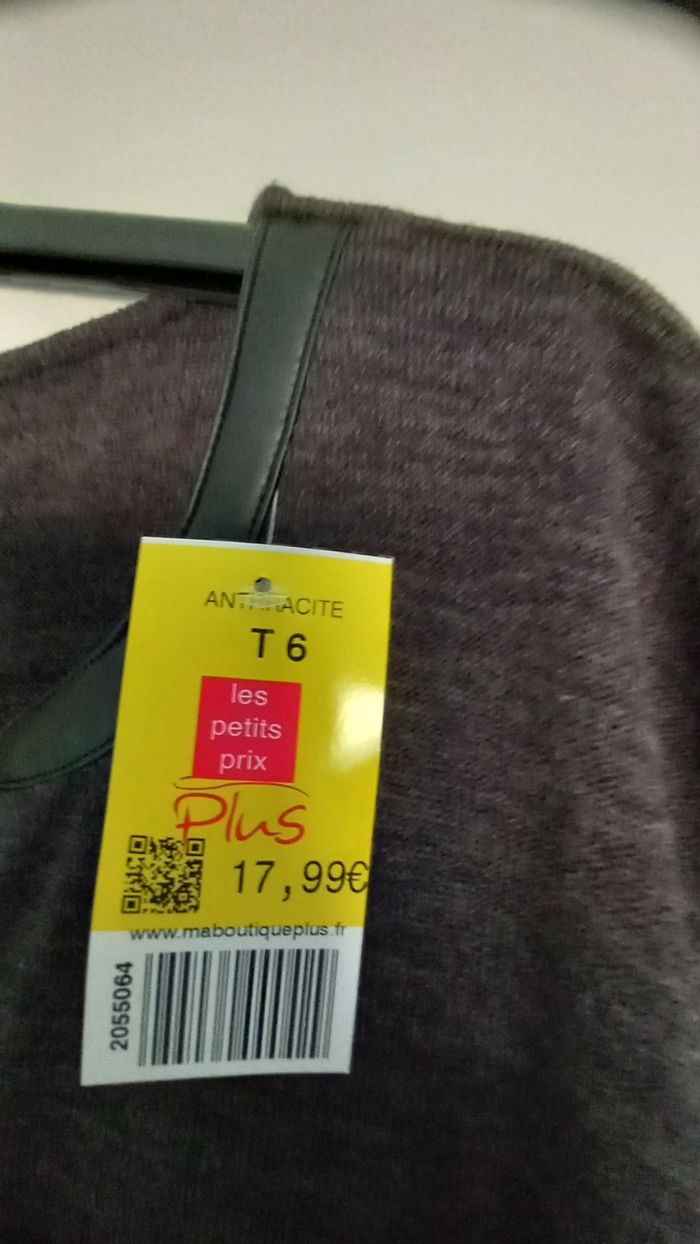 ANTHRACITE
T 6
les
petits
prix
Plus
17,99€
www.maboutiqueplus.fr
2055064